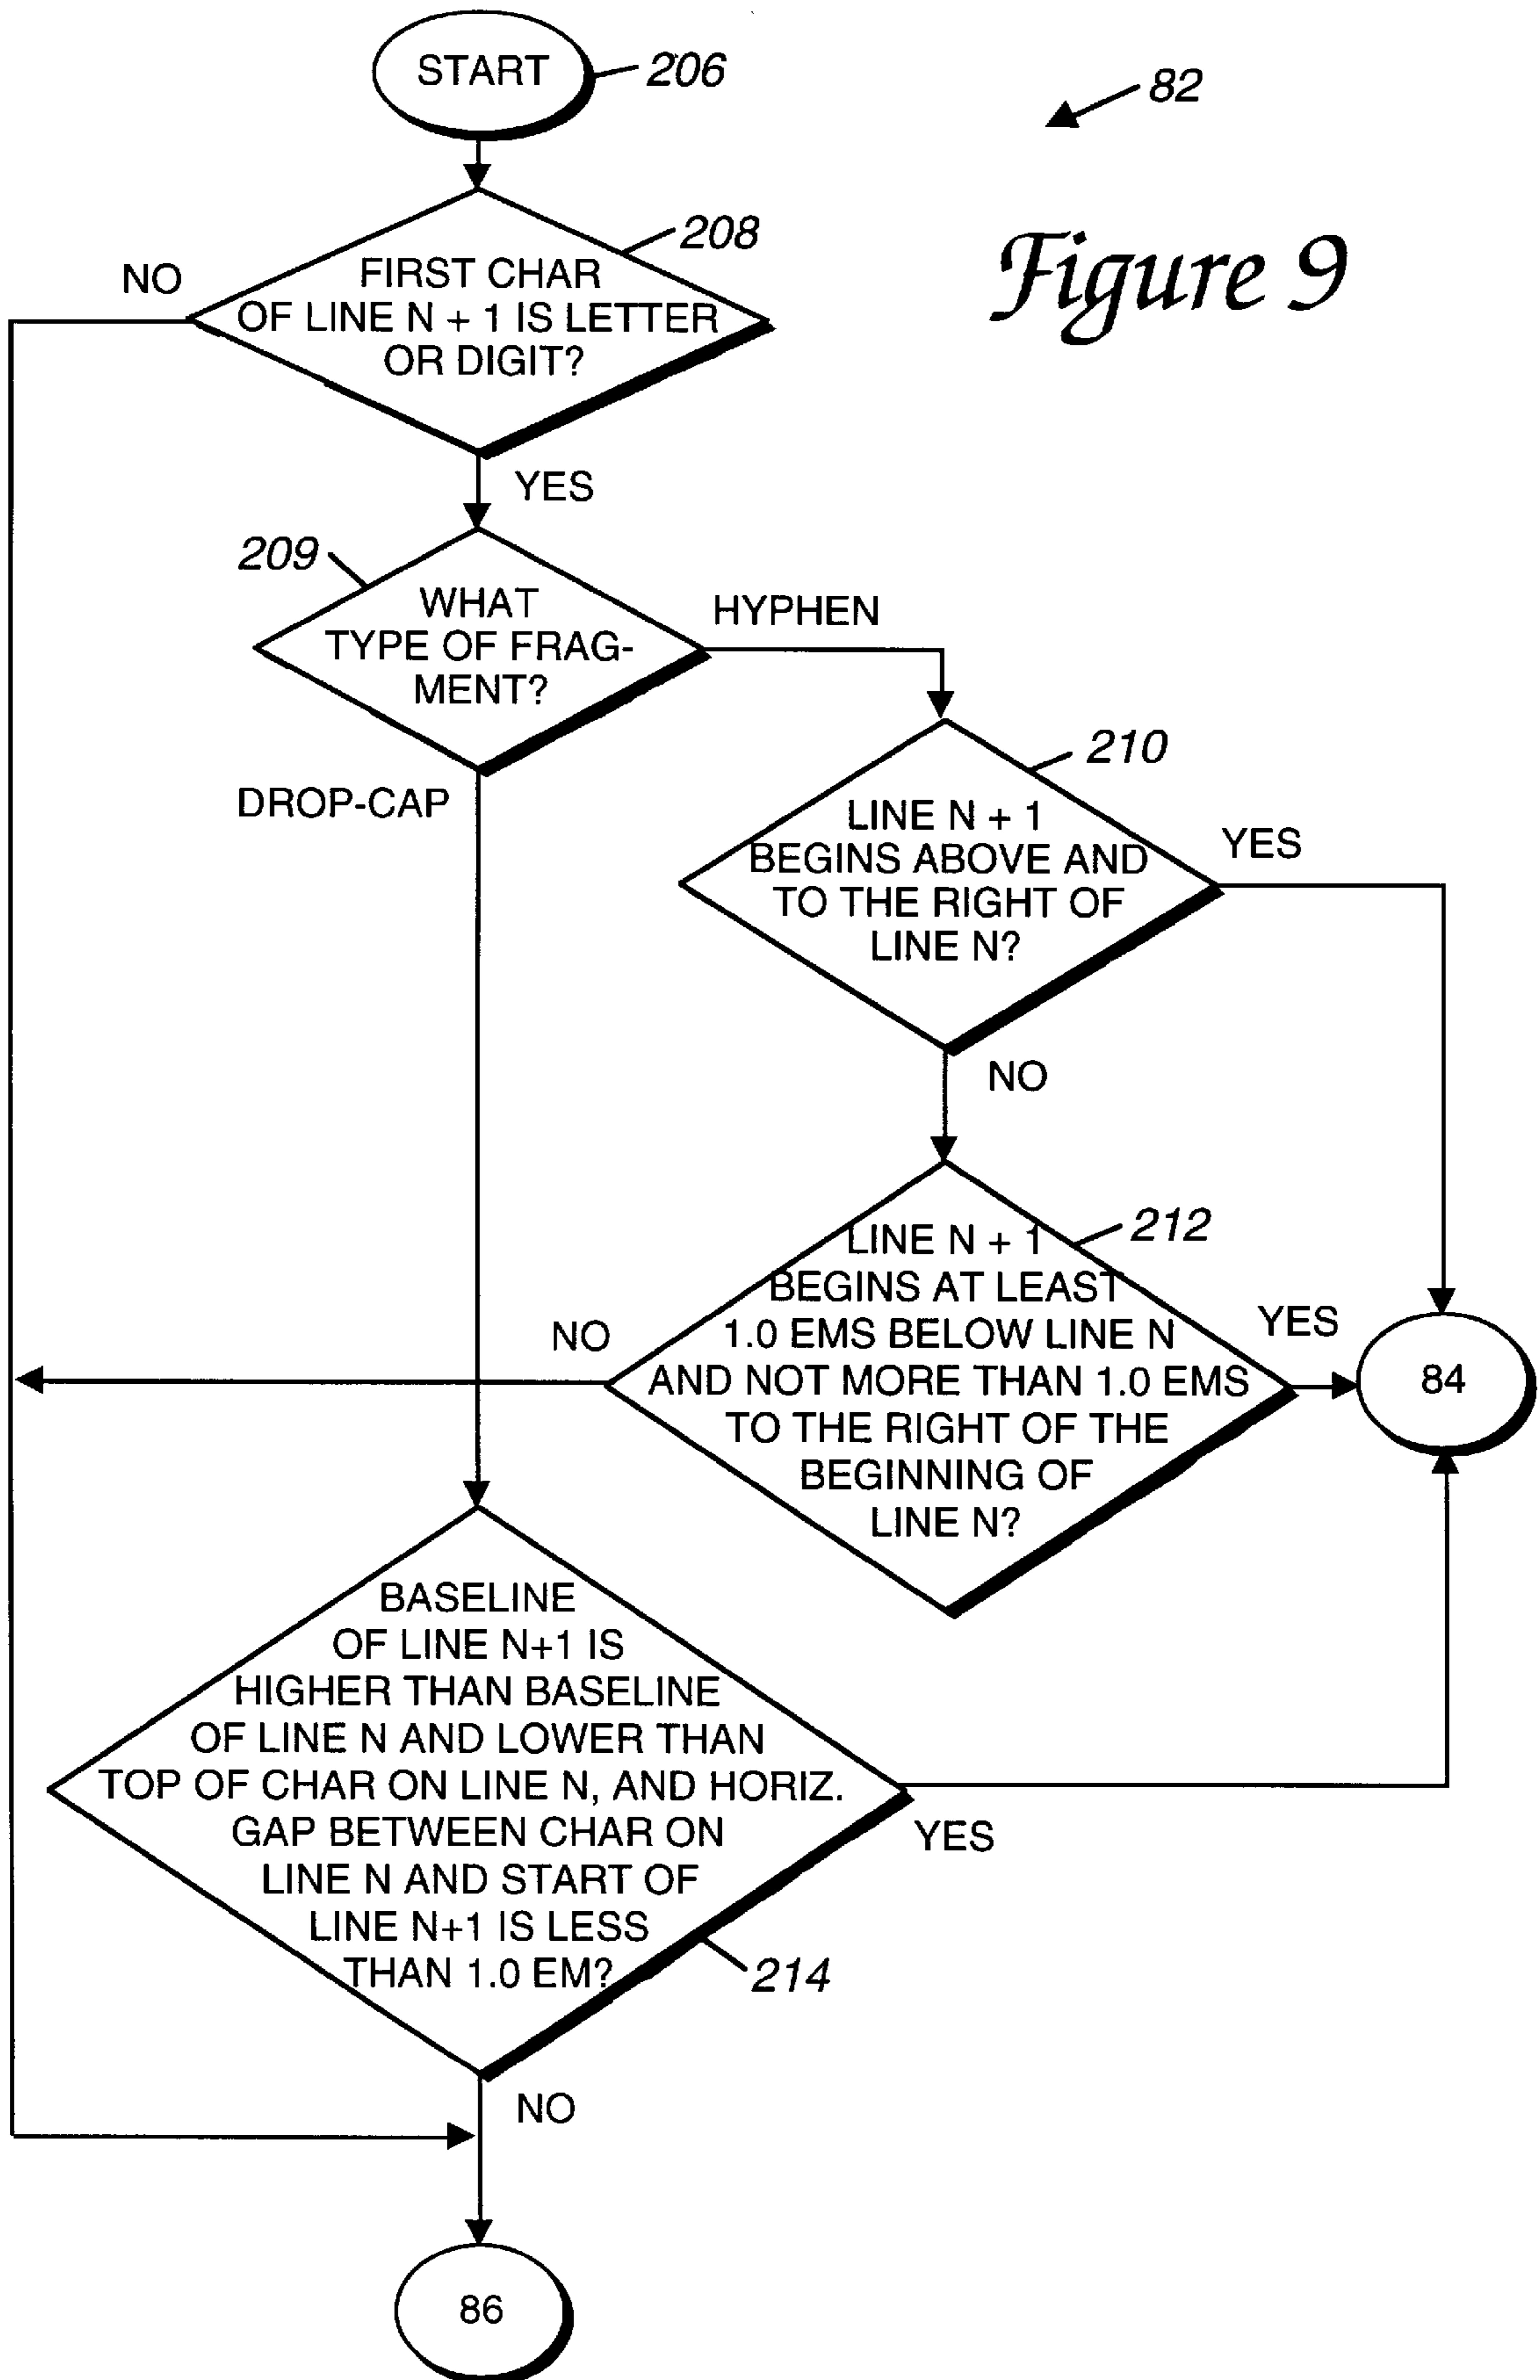 START
206
82
Figure 9
208
NO
FIRST CHAR
OF LINE N + 1 IS LETTER
OR DIGIT?
YES
209
WHAT
TYPE OF FRAG-
MENT?
HYPHEN
DROP-CAP
210
LINE N + 1
BEGINS ABOVE AND
TO THE RIGHT OF
LINE N?
YES
NO
212
LINE N + 1
BEGINS AT LEAST
1.0 EMS BELOW LINE N
AND NOT MORE THAN 1.0 EMS
TO THE RIGHT OF THE
BEGINNING OF
LINE N?
NO
YES
84
BASELINE
OF LINE N+1 IS
HIGHER THAN BASELINE
OF LINE N AND LOWER THAN
TOP OF CHAR ON LINE N, AND HORIZ.
GAP BETWEEN CHAR ON
LINE N AND START OF
LINE N+1 IS LESS
THAN 1.0 EM?
YES
214
NO
86